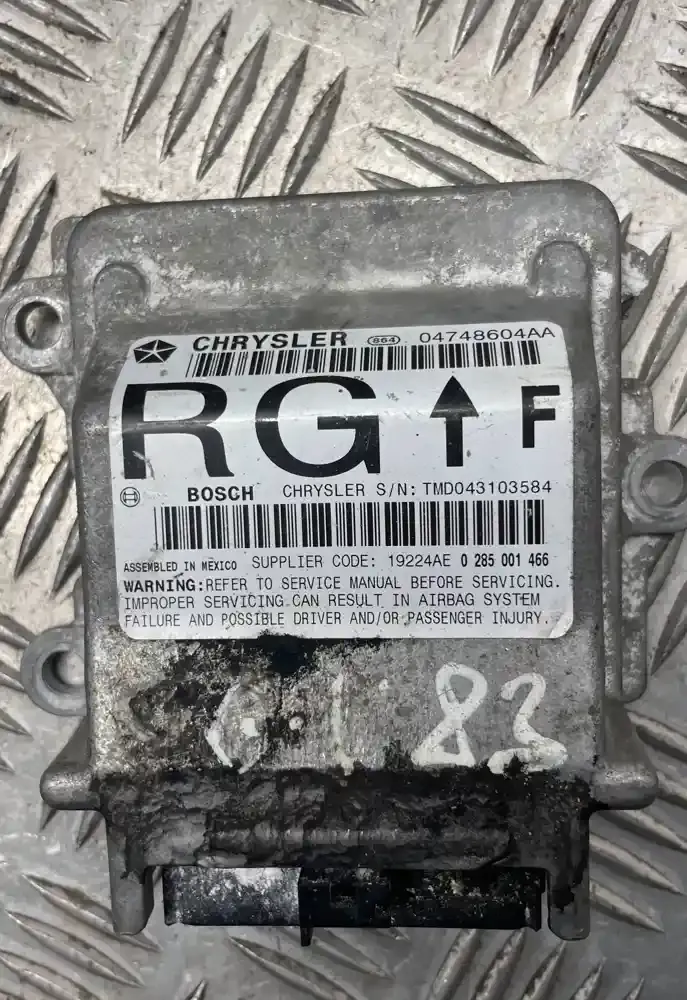 CHRYSLER 864 04748604AA
RG F
BOSCH CHRYSLER S/N: TMD043103584
ASSEMBLED IN MEXICO SUPPLIER CODE: 19224AE 0 285 001 466
WARNING: REFER TO SERVICE MANUAL BEFORE SERVICING.
IMPROPER SERVICING CAN RESULT IN AIRBAG SYSTEM
FAILURE AND POSSIBLE DRIVER AND/OR PASSENGER INJURY.
83